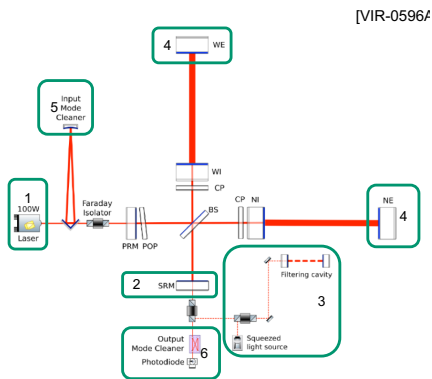 [VIR-0596A
4
WE
5
Input
Mode
Cleaner
WI
CP
1
100W
Laser
Faraday
Isolator
PRM POP
BS
CP NI
NE
4
2
SRM
Filtering cavity
3
Squeezed
light source
Output
Mode Cleaner
6
Photodiode